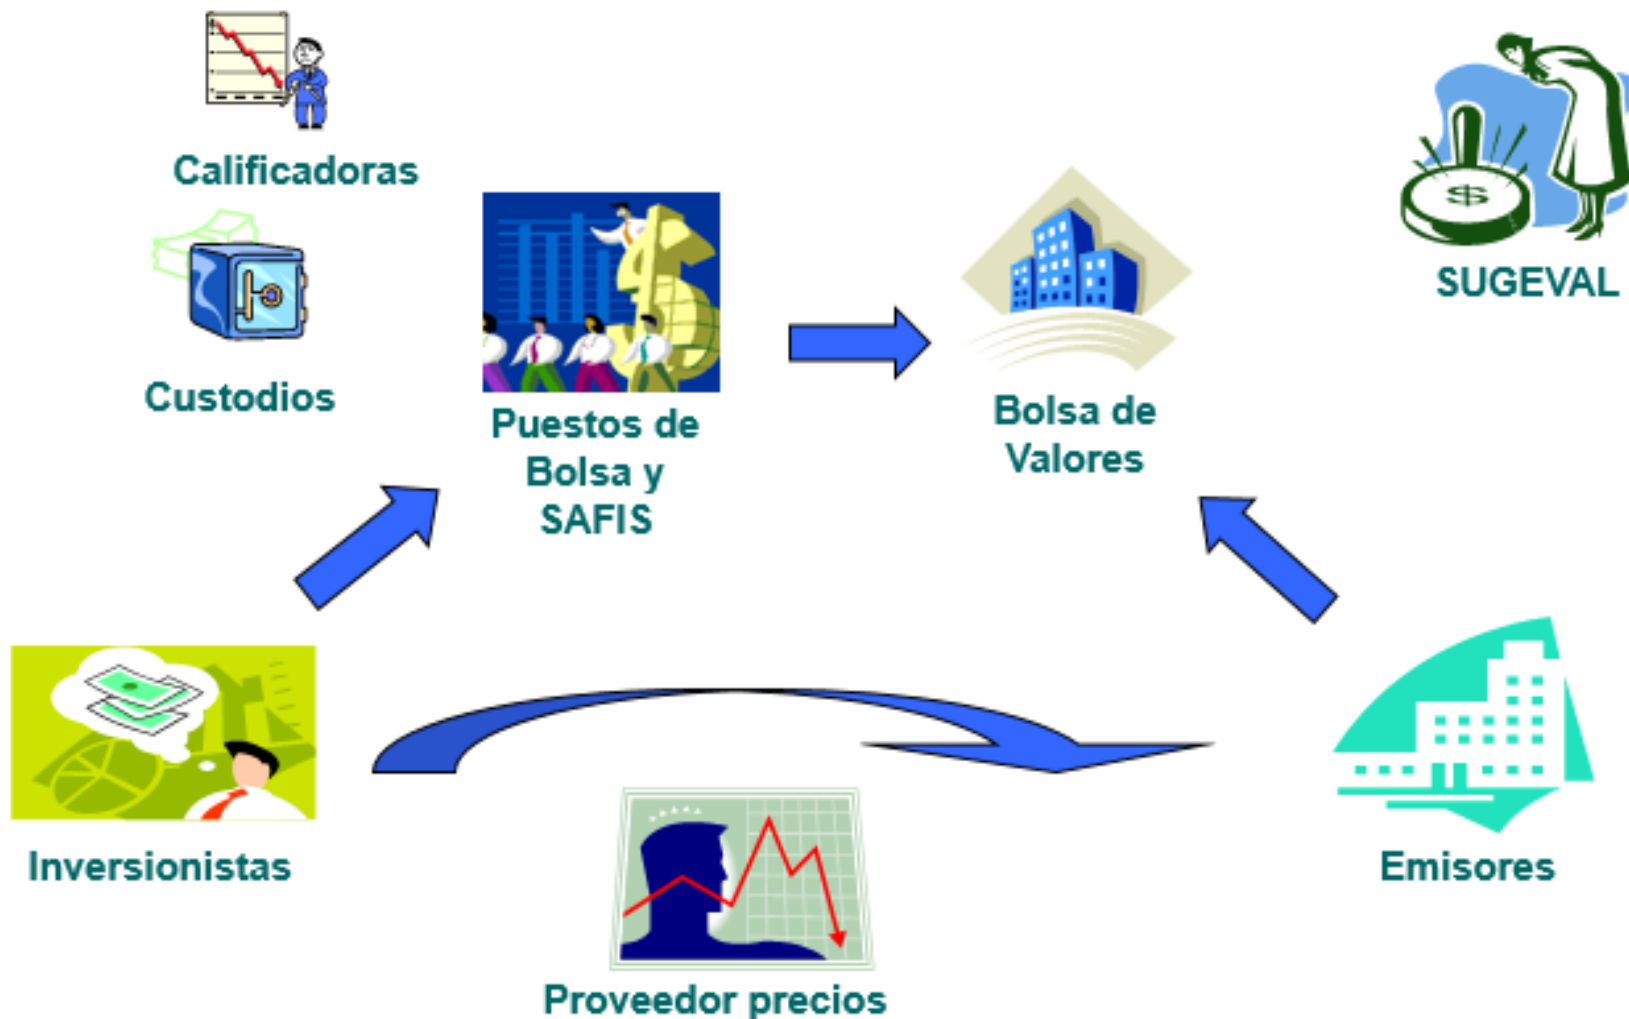 Calificadoras
SUGEVAL
Custodios
Puestos de
Bolsa y
SAFIS
Bolsa de
Valores
Inversionistas
Emisores
Proveedor precios
$